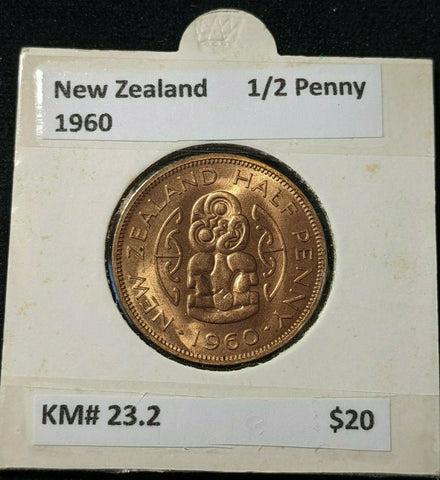 New Zealand 1/2 Penny
1960
NEW ZEALAND HALF PENNY
· 1960 ·
KM# 23.2 $20